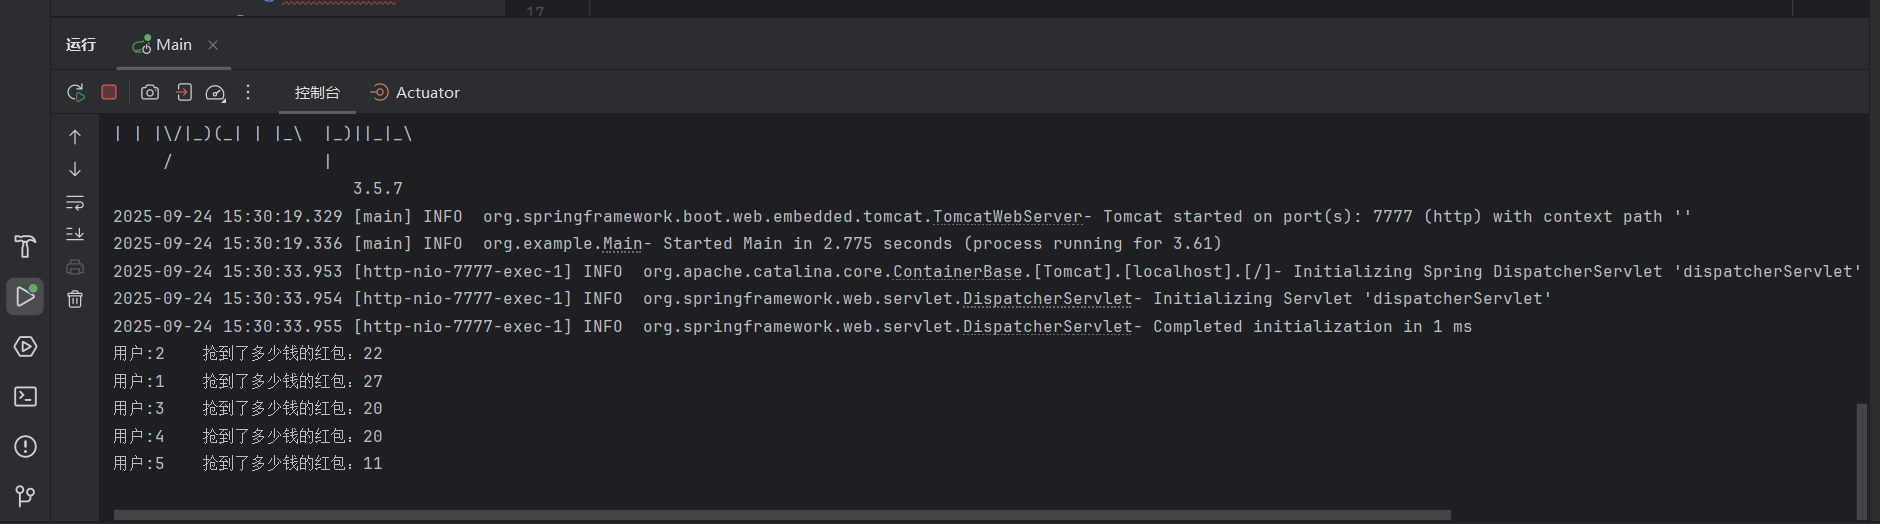 17
运行 Main
控制台 Actuator
| | |\/|_)(_| | |_\  |_)||_|_\
     /               |
                        3.5.7
2025-09-24 15:30:19.329 [main] INFO  org.springframework.boot.web.embedded.tomcat.TomcatWebServer- Tomcat started on port(s): 7777 (http) with context path ''
2025-09-24 15:30:19.336 [main] INFO  org.example.Main- Started Main in 2.775 seconds (process running for 3.61)
2025-09-24 15:30:33.953 [http-nio-7777-exec-1] INFO  org.apache.catalina.core.ContainerBase.[Tomcat].[localhost].[/]- Initializing Spring DispatcherServlet 'dispatcherServlet'
2025-09-24 15:30:33.954 [http-nio-7777-exec-1] INFO  org.springframework.web.servlet.DispatcherServlet- Initializing Servlet 'dispatcherServlet'
2025-09-24 15:30:33.955 [http-nio-7777-exec-1] INFO  org.springframework.web.servlet.DispatcherServlet- Completed initialization in 1 ms
用户:2    抢到了多少钱的红包：22
用户:1    抢到了多少钱的红包：27
用户:3    抢到了多少钱的红包：20
用户:4    抢到了多少钱的红包：20
用户:5    抢到了多少钱的红包：11